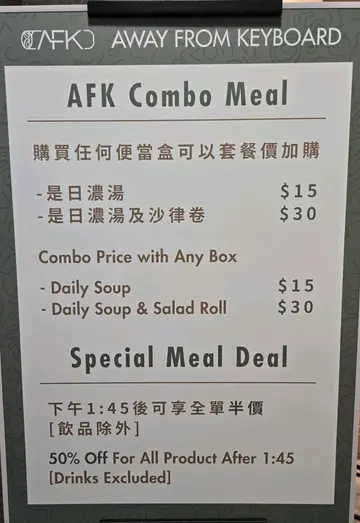 AFK AWAY FROM KEYBOARD
AFK Combo Meal
購買任何便當盒可以套餐價加購
-是日濃湯 $15
-是日濃湯及沙律卷 $30
Combo Price with Any Box
- Daily Soup $15
- Daily Soup & Salad Roll $30
Special Meal Deal
下午1:45後可享全單半價
[飲品除外]
50% Off For All Product After 1:45
[Drinks Excluded]